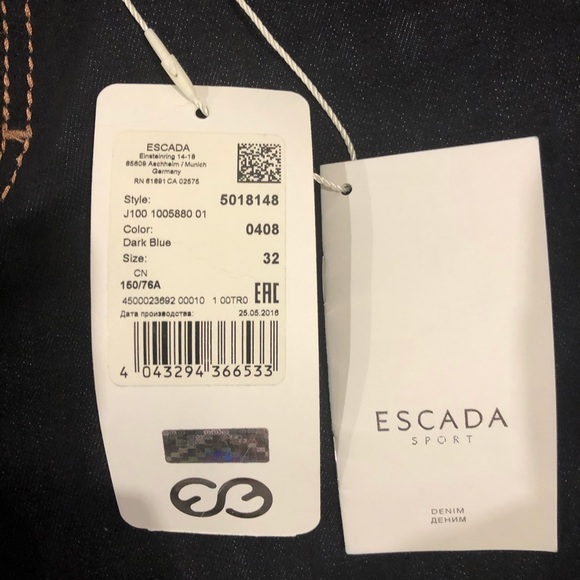 ESCADA
Einsteinring 14-18
85609 Aschheim / Munich
Germany
RN 61691 CA 02575
Style: 5018148
J100 1005880 01
Color: 0408
Dark Blue
Size: 32
CN
150/76A
4500023692 00010 1 00TR0 EAC
Дата производства: 25.05.2016
4 043294 366533
ESCADA
SPORT
DENIM
ДЕНИМ